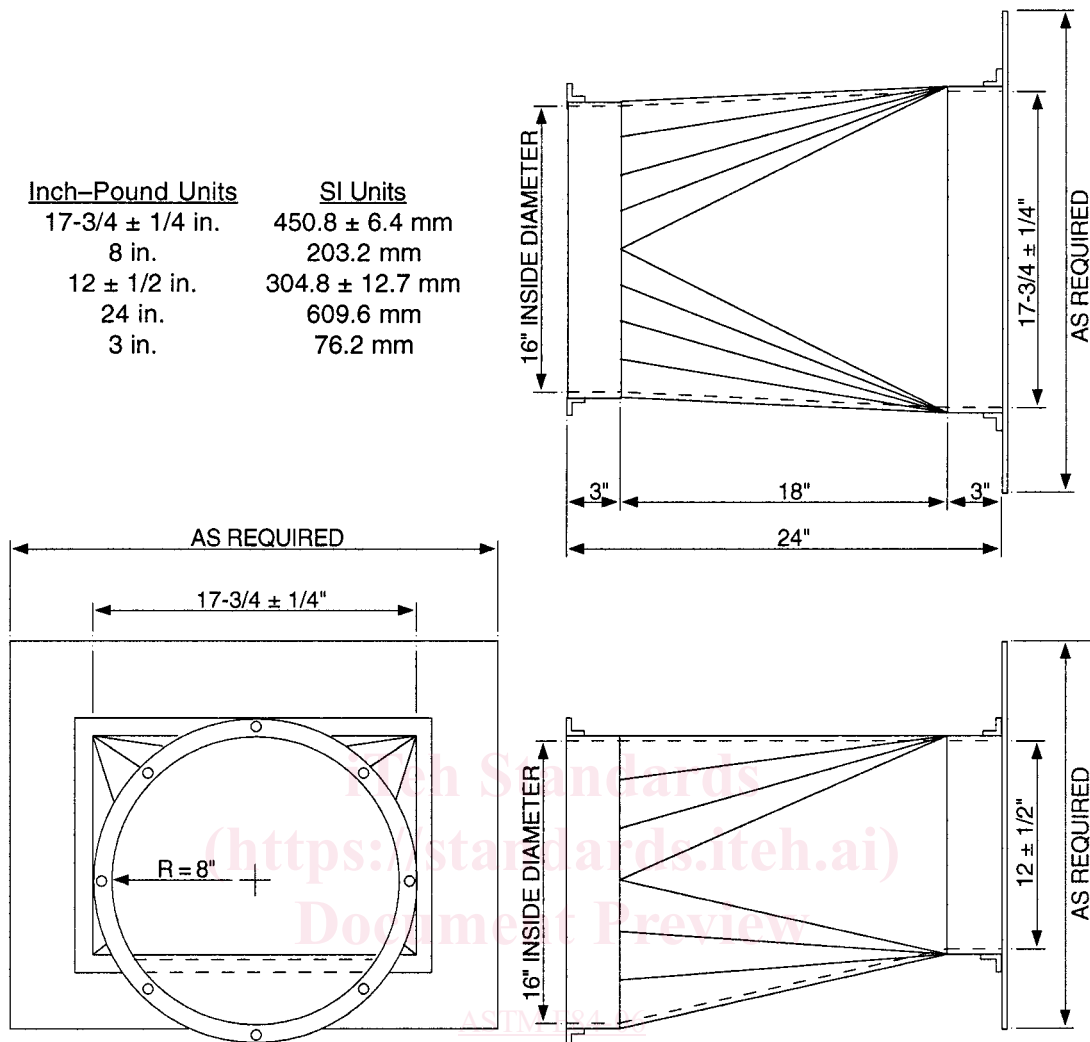 Inch–Pound Units SI Units
17-3/4 ± 1/4 in. 450.8 ± 6.4 mm
8 in. 203.2 mm
12 ± 1/2 in. 304.8 ± 12.7 mm
24 in. 609.6 mm
3 in. 76.2 mm
16" INSIDE DIAMETER
17-3/4 ± 1/4"
AS REQUIRED
3" 18" 3"
24"
AS REQUIRED
17-3/4 ± 1/4"
R = 8"
16" INSIDE DIAMETER
12 ± 1/2"
AS REQUIRED
iTeh Standards
(https://standards.iteh.ai)
Document Preview